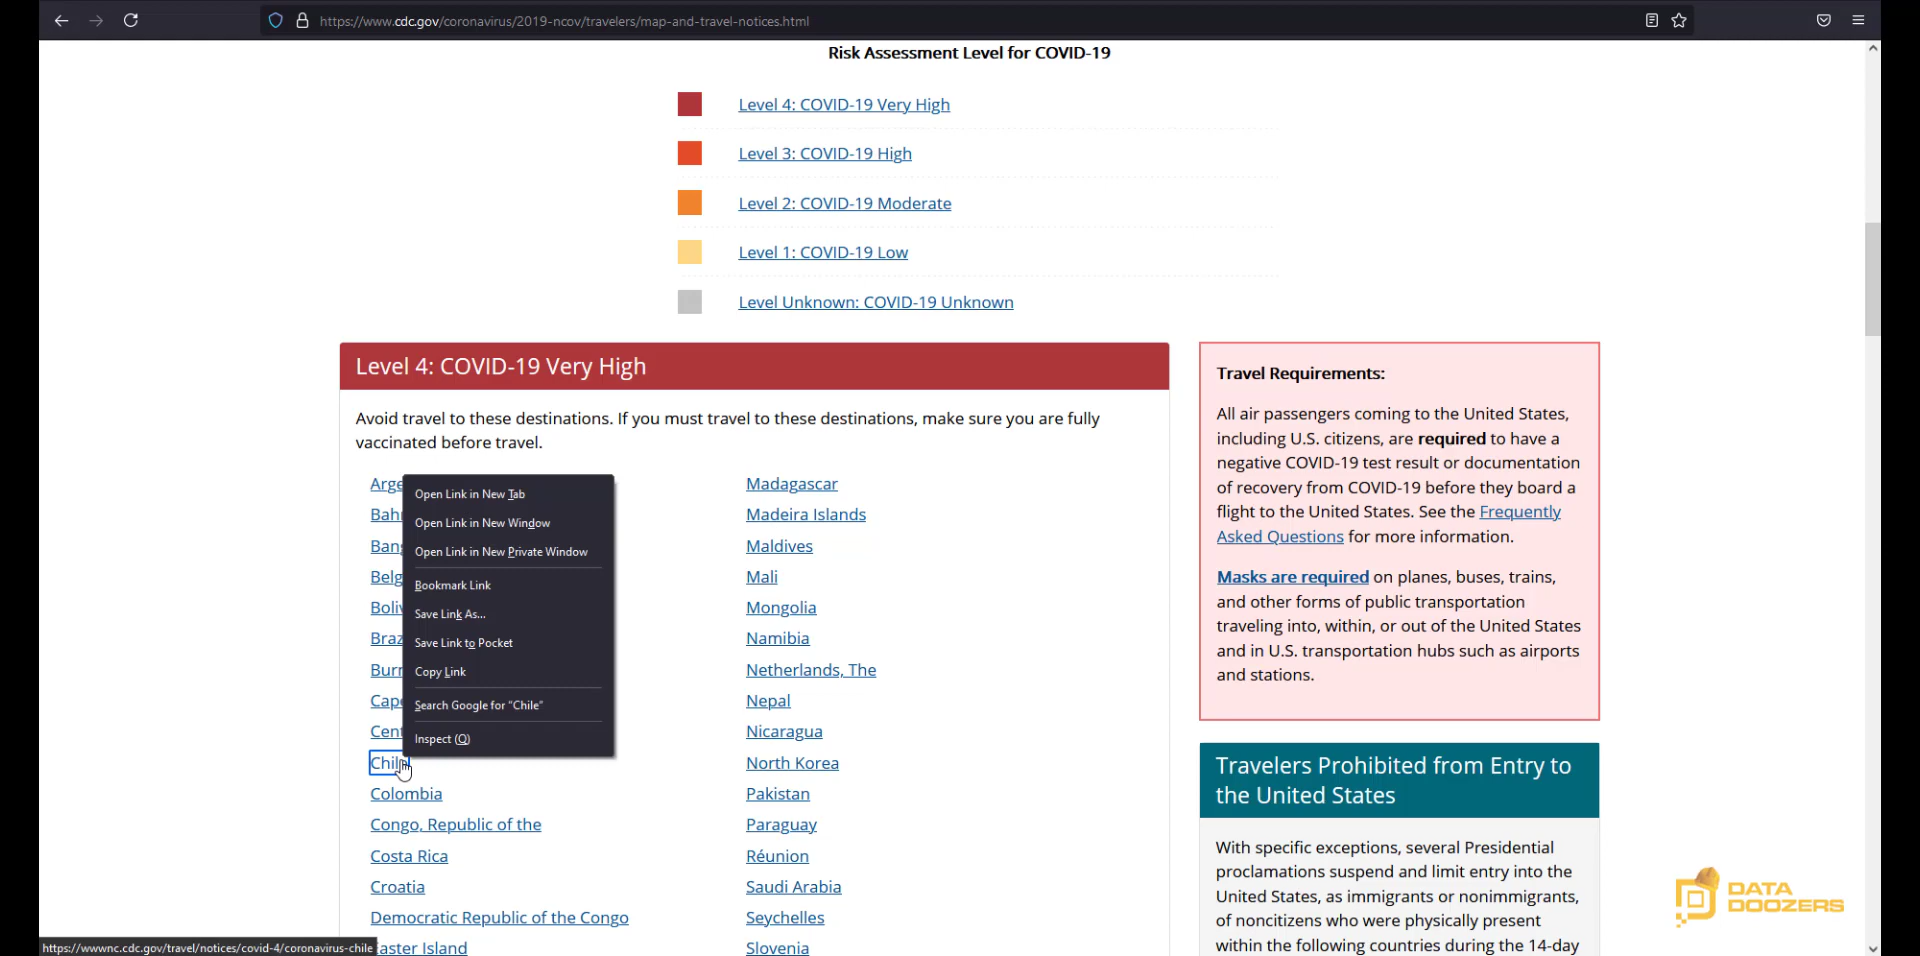 https://www.cdc.gov/coronavirus/2019-ncov/travelers/map-and-travel-notices.html
Risk Assessment Level for COVID-19
Level 4: COVID-19 Very High
Level 3: COVID-19 High
Level 2: COVID-19 Moderate
Level 1: COVID-19 Low
Level Unknown: COVID-19 Unknown
Level 4: COVID-19 Very High
Avoid travel to these destinations. If you must travel to these destinations, make sure you are fully
vaccinated before travel.
Arge
Bahr
Bang
Belg
Boliv
Braz
Burm
Cape
Cent
Chile
Colombia
Congo, Republic of the
Costa Rica
Croatia
Democratic Republic of the Congo
Easter Island
Open Link in New Tab
Open Link in New Window
Open Link in New Private Window
Bookmark Link
Save Link As...
Save Link to Pocket
Copy Link
Search Google for "Chile"
Inspect (Q)
Madagascar
Madeira Islands
Maldives
Mali
Mongolia
Namibia
Netherlands, The
Nepal
Nicaragua
North Korea
Pakistan
Paraguay
Réunion
Saudi Arabia
Seychelles
Slovenia
Travel Requirements:
All air passengers coming to the United States,
including U.S. citizens, are required to have a
negative COVID-19 test result or documentation
of recovery from COVID-19 before they board a
flight to the United States. See the Frequently
Asked Questions for more information.
Masks are required on planes, buses, trains,
and other forms of public transportation
traveling into, within, or out of the United States
and in U.S. transportation hubs such as airports
and stations.
Travelers Prohibited from Entry to
the United States
With specific exceptions, several Presidential
proclamations suspend and limit entry into the
United States, as immigrants or nonimmigrants,
of noncitizens who were physically present
within the following countries during the 14-day
DATA
DOOZERS
https://wwwnc.cdc.gov/travel/notices/covid-4/coronavirus-chile